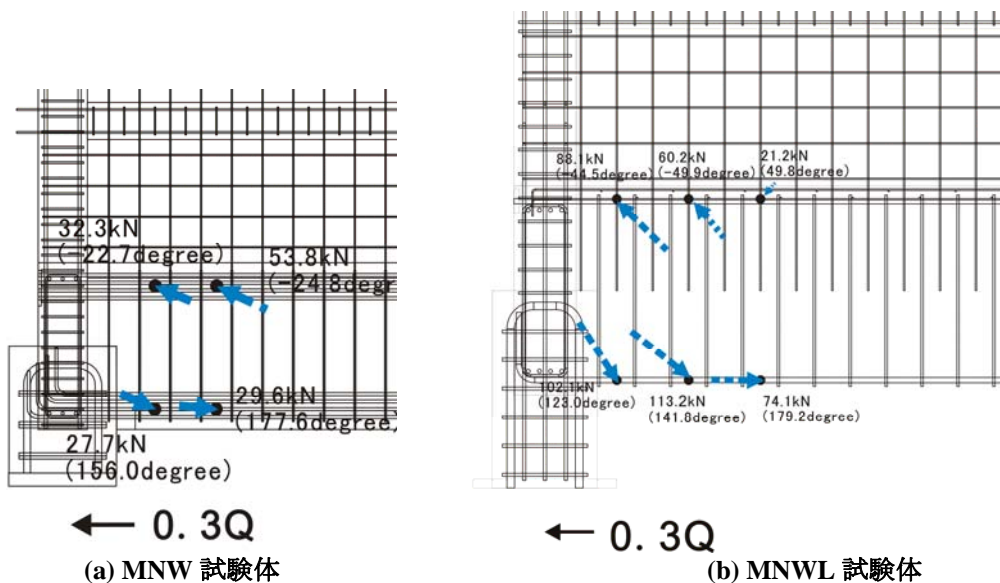 32.3kN
(-22.7degree)
53.8kN
(-24.8degr
29.6kN
(177.6degree)
27.7kN
(156.0degree)
← 0.3Q
(a) MNW 試験体
88.1kN
(-44.5degree)
60.2kN
(-49.9degree)
21.2kN
(49.8degree)
102.1kN
(123.0degree)
113.2kN
(141.8degree)
74.1kN
(179.2degree)
← 0.3Q
(b) MNWL 試験体